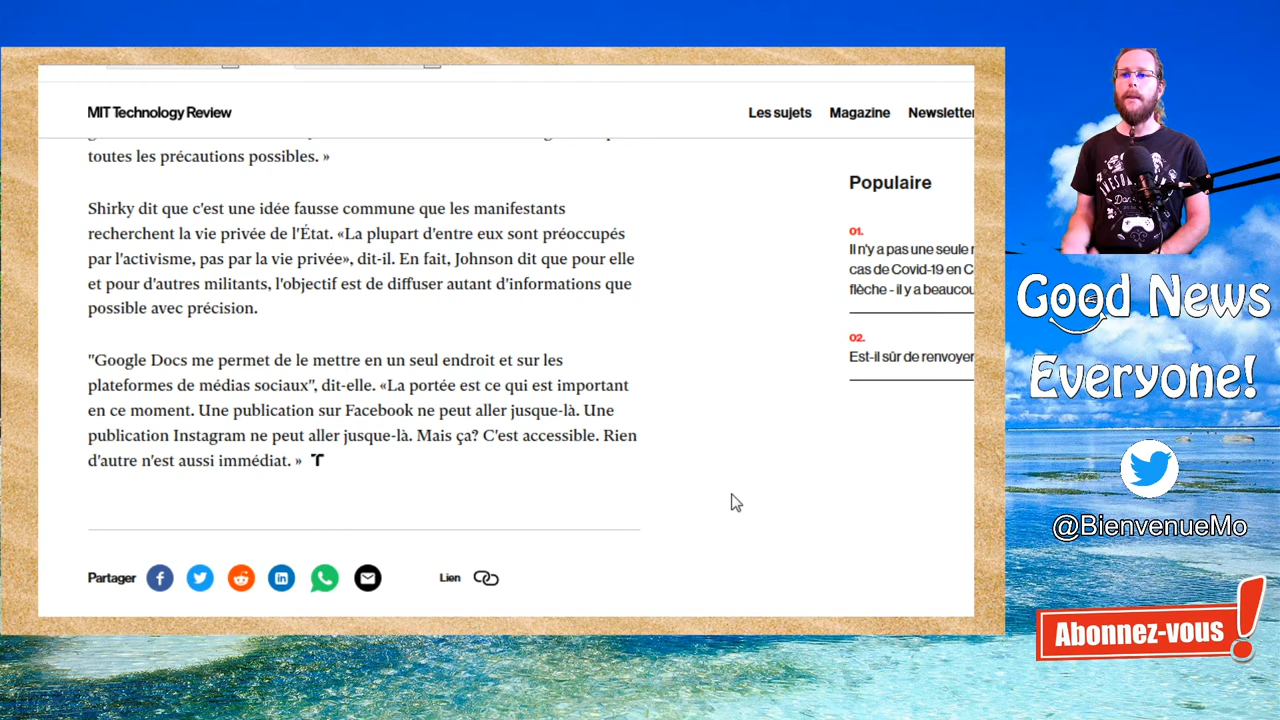 MIT Technology Review
Les sujets
Magazine
Newsletter
toutes les précautions possibles. »
Shirky dit que c'est une idée fausse commune que les manifestants
recherchent la vie privée de l'État. «La plupart d'entre eux sont préoccupés
par l'activisme, pas par la vie privée», dit-il. En fait, Johnson dit que pour elle
et pour d'autres militants, l'objectif est de diffuser autant d'informations que
possible avec précision.
"Google Docs me permet de le mettre en un seul endroit et sur les
plateformes de médias sociaux", dit-elle. «La portée est ce qui est important
en ce moment. Une publication sur Facebook ne peut aller jusque-là. Une
publication Instagram ne peut aller jusque-là. Mais ça? C'est accessible. Rien
d'autre n'est aussi immédiat. »
Partager
Lien
Populaire
01.
Il n'y a pas une seule
cas de Covid-19 en C
flèche - il y a beaucou
02.
Est-il sûr de renvoyer
Good News
Everyone!
@BienvenueMo
Abonnez-vous !